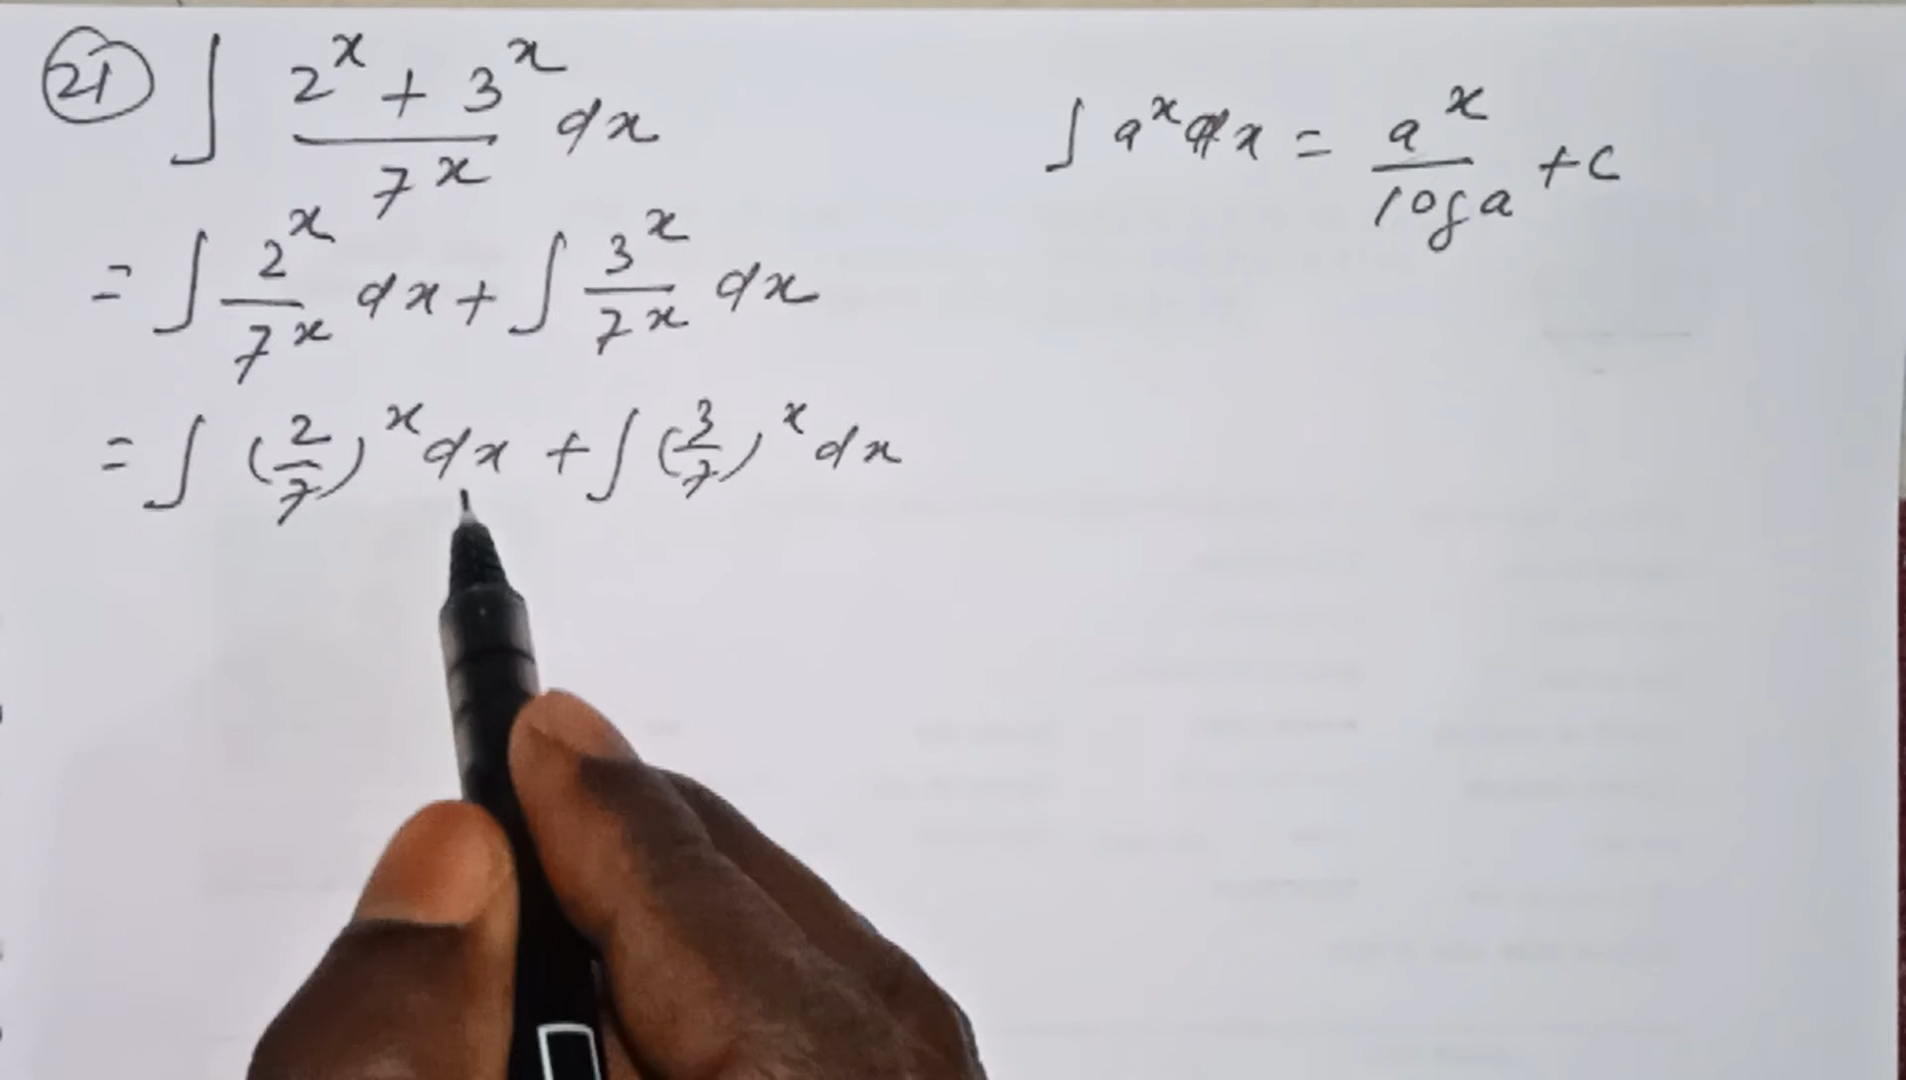 21 ∫ (2^x + 3^x)/7^x dx
∫ a^x dx = a^x/log a + c
= ∫ 2^x/7^x dx + ∫ 3^x/7^x dx
= ∫ (2/7)^x dx + ∫ (3/7)^x dx